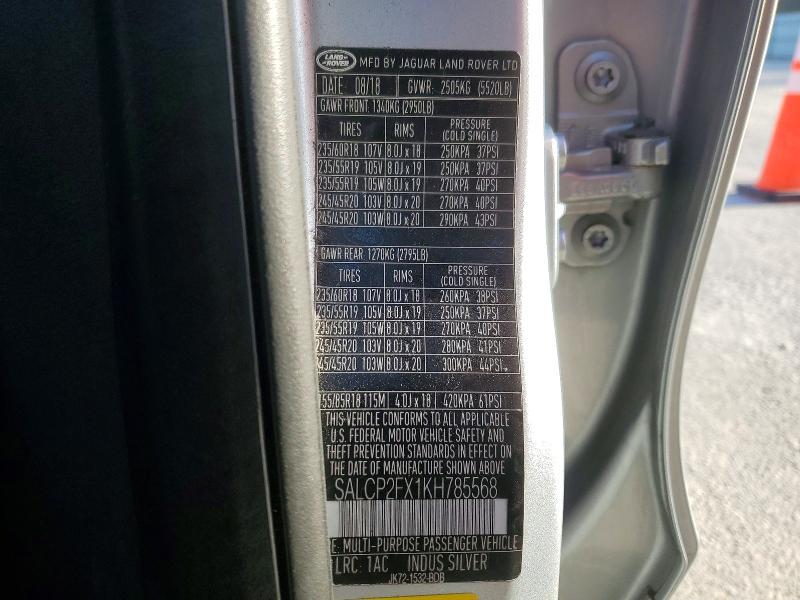 LAND ROVER MFD BY JAGUAR LAND ROVER LTD
DATE 08/18 GVWR: 2505KG (5520LB)
GAWR FRONT: 1340KG (2950LB)
TIRES RIMS PRESSURE (COLD SINGLE)
235/60R18 107V 8.0J x 18 250KPA 37PSI
235/55R19 105V 8.0J x 19 250KPA 37PSI
235/55R19 105W 8.0J x 19 270KPA 40PSI
245/45R20 103V 8.0J x 20 270KPA 40PSI
245/45R20 103W 8.0J x 20 290KPA 43PSI
GAWR REAR: 1270KG (2795LB)
TIRES RIMS PRESSURE (COLD SINGLE)
235/60R18 107V 8.0J x 18 260KPA 38PSI
235/55R19 105V 8.0J x 19 250KPA 37PSI
235/55R19 105W 8.0J x 19 270KPA 40PSI
245/45R20 103V 8.0J x 20 280KPA 41PSI
245/45R20 103W 8.0J x 20 300KPA 44PSI
55/85R18 115M 4.0J x 18 420KPA 61PSI
THIS VEHICLE CONFORMS TO ALL APPLICABLE
U.S. FEDERAL MOTOR VEHICLE SAFETY AND
THEFT PREVENTION STANDARDS IN EFFECT ON
THE DATE OF MANUFACTURE SHOWN ABOVE
SALCP2FX1KH785568
E: MULTI-PURPOSE PASSENGER VEHICLE
LRC: 1AC INDUS SILVER
JK72-1532-BDB